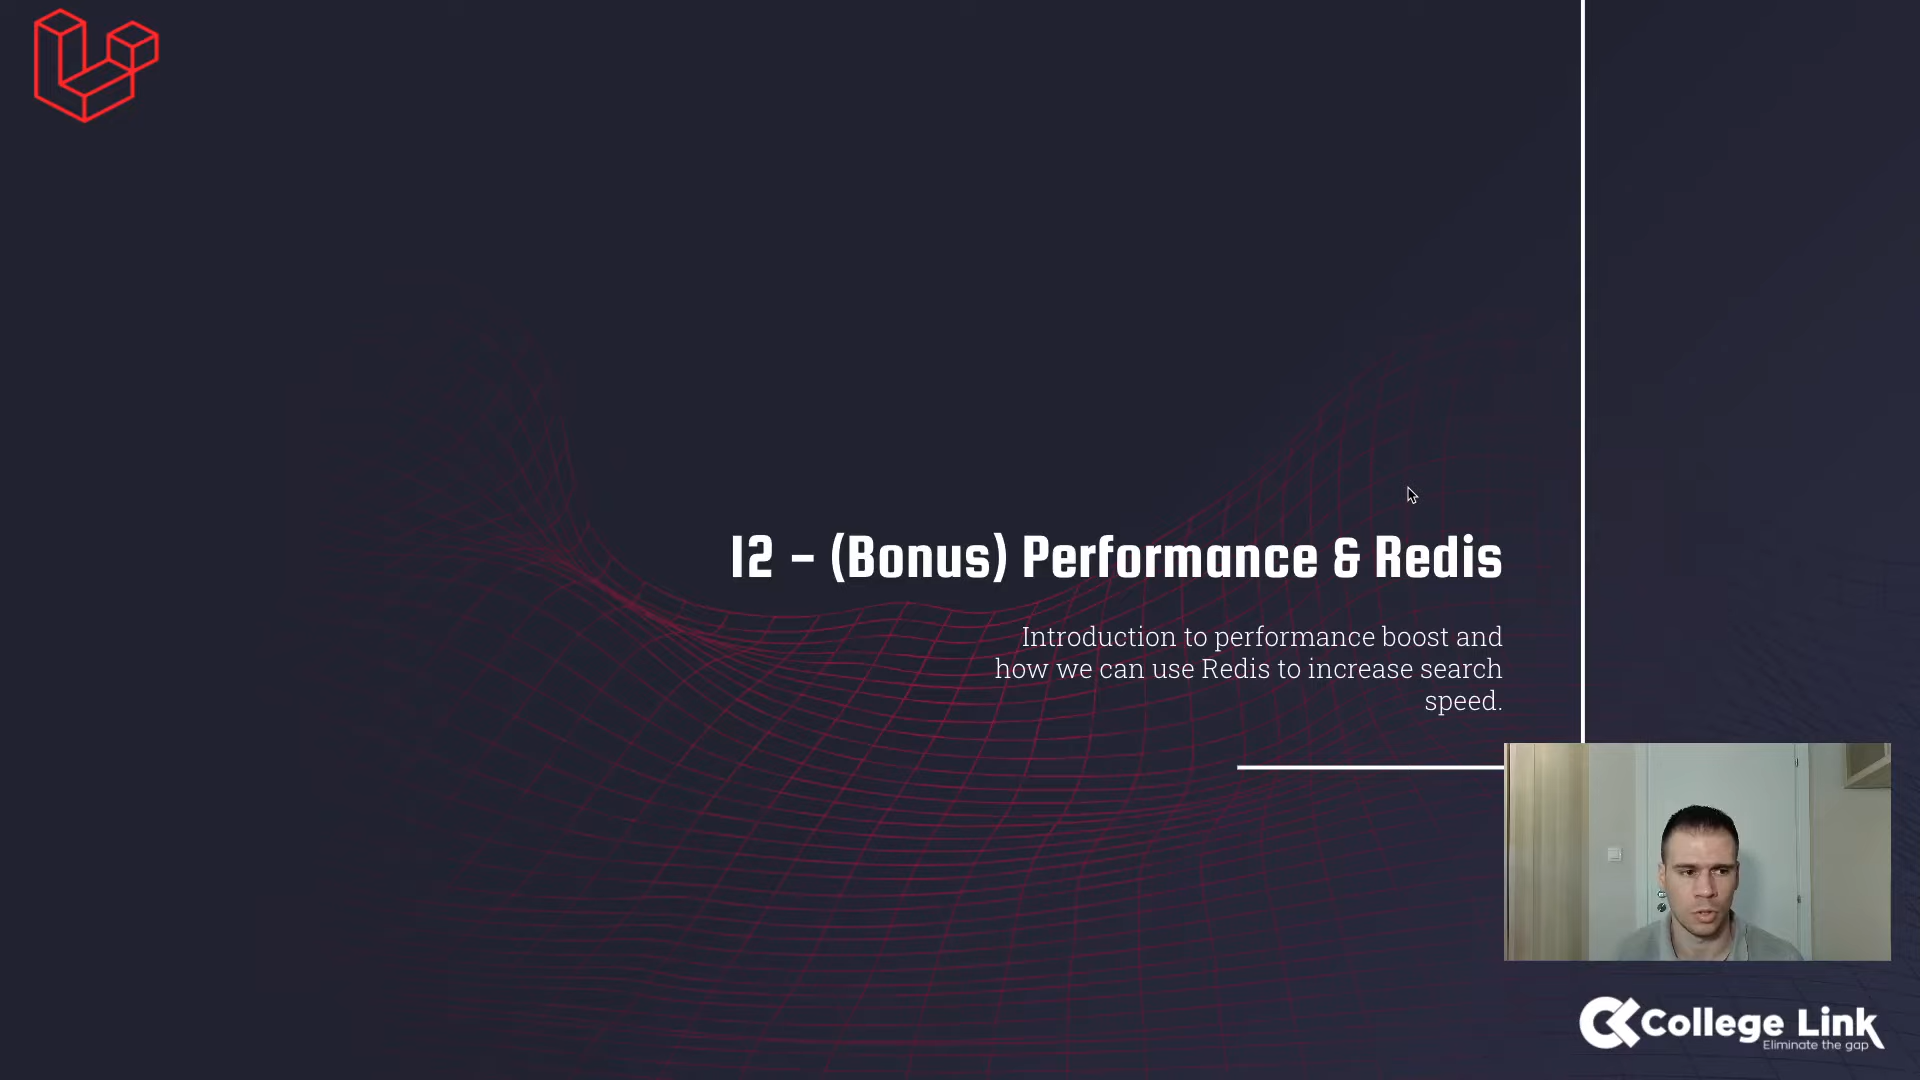 12 - (Bonus) Performance & Redis
Introduction to performance boost and
how we can use Redis to increase search
speed.
College Link
Eliminate the gap